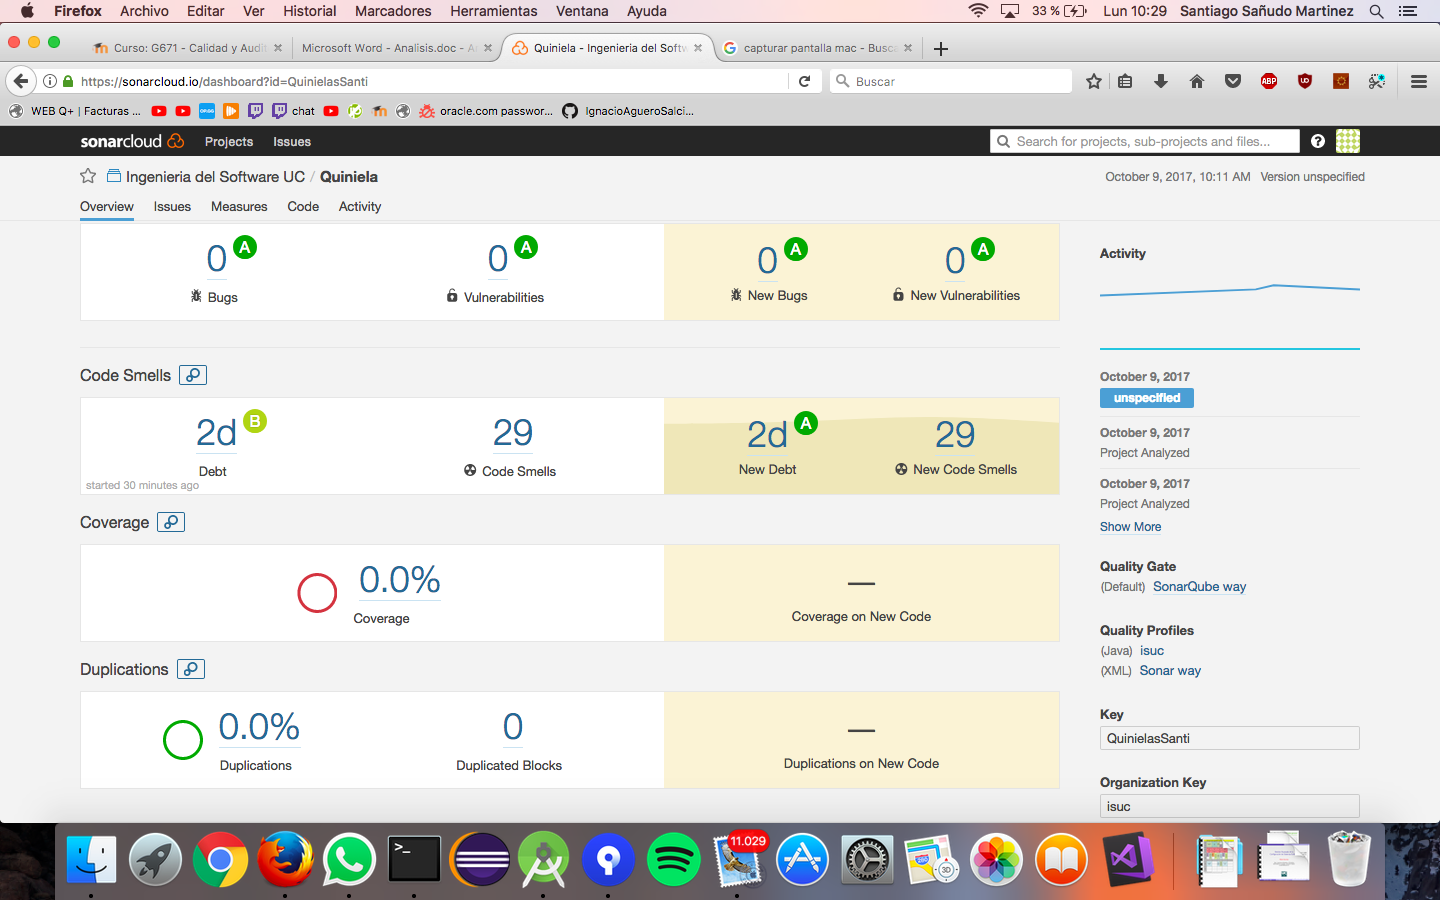 Firefox Archivo Editar Ver Historial Marcadores Herramientas Ventana Ayuda 33 % Lun 10:29 Santiago Sañudo Martinez
Curso: G671 - Calidad y Audit Microsoft Word - Analisis.doc - A Quiniela - Ingenieria del Softw capturar pantalla mac - Busc
https://sonarcloud.io/dashboard?id=QuinielasSanti Buscar ABP
WEB Q+ | Facturas ... chat oracle.com passwor... IgnacioAgueroSalci...
sonarcloud Projects Issues Search for projects, sub-projects and files... ?
Ingenieria del Software UC / Quiniela October 9, 2017, 10:11 AM Version unspecified
Overview Issues Measures Code Activity
0 A 0 A 0 A 0 A
Bugs Vulnerabilities New Bugs New Vulnerabilities
Activity
Code Smells
2d B 29 2d A 29
Debt Code Smells New Debt New Code Smells
started 30 minutes ago
October 9, 2017
unspecified
October 9, 2017
Project Analyzed
October 9, 2017
Project Analyzed
Show More
Coverage
0.0% —
Coverage Coverage on New Code
Quality Gate
(Default) SonarQube way
Quality Profiles
(Java) isuc
(XML) Sonar way
Duplications
0.0% 0 —
Duplications Duplicated Blocks Duplications on New Code
Key
QuinielasSanti
Organization Key
isuc
>_ 11.029 3D